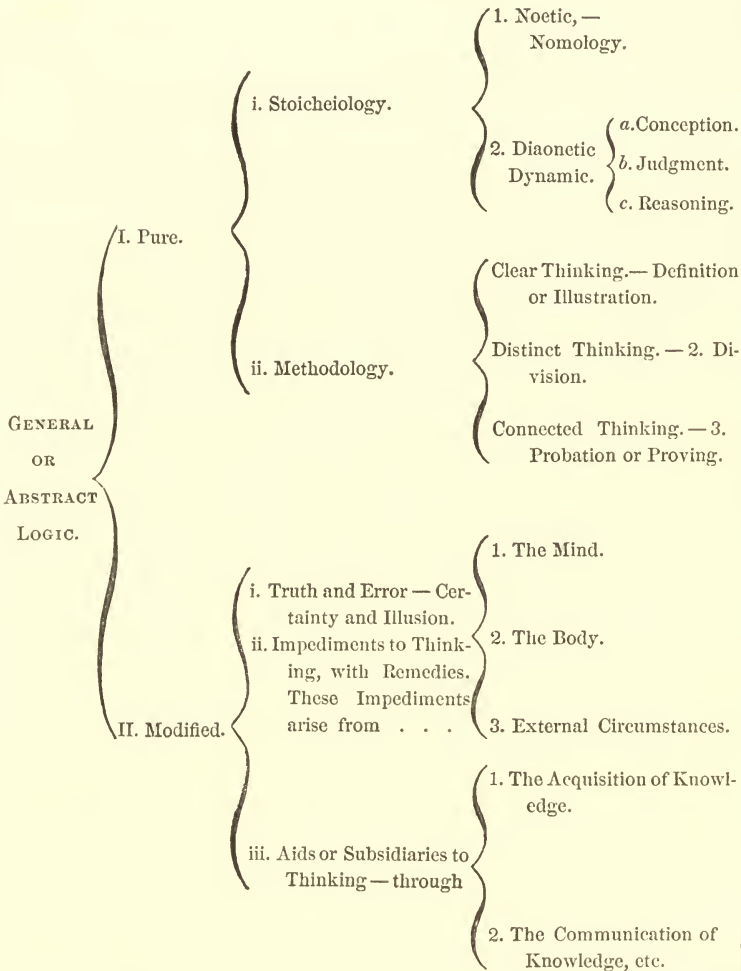 GENERAL
OR
ABSTRACT
LOGIC.
I. Pure.
i. Stoicheiology.
1. Noetic, —
Nomology.
2. Diaonetic
Dynamic.
a. Conception.
b. Judgment.
c. Reasoning.
ii. Methodology.
Clear Thinking. — Definition
or Illustration.
Distinct Thinking. — 2. Di-
vision.
Connected Thinking. — 3.
Probation or Proving.
II. Modified.
i. Truth and Error — Cer-
tainty and Illusion.
ii. Impediments to Think-
ing, with Remedies.
These Impediments
arise from . . .
1. The Mind.
2. The Body.
3. External Circumstances.
iii. Aids or Subsidiaries to
Thinking — through
1. The Acquisition of Knowl-
edge.
2. The Communication of
Knowledge, etc.